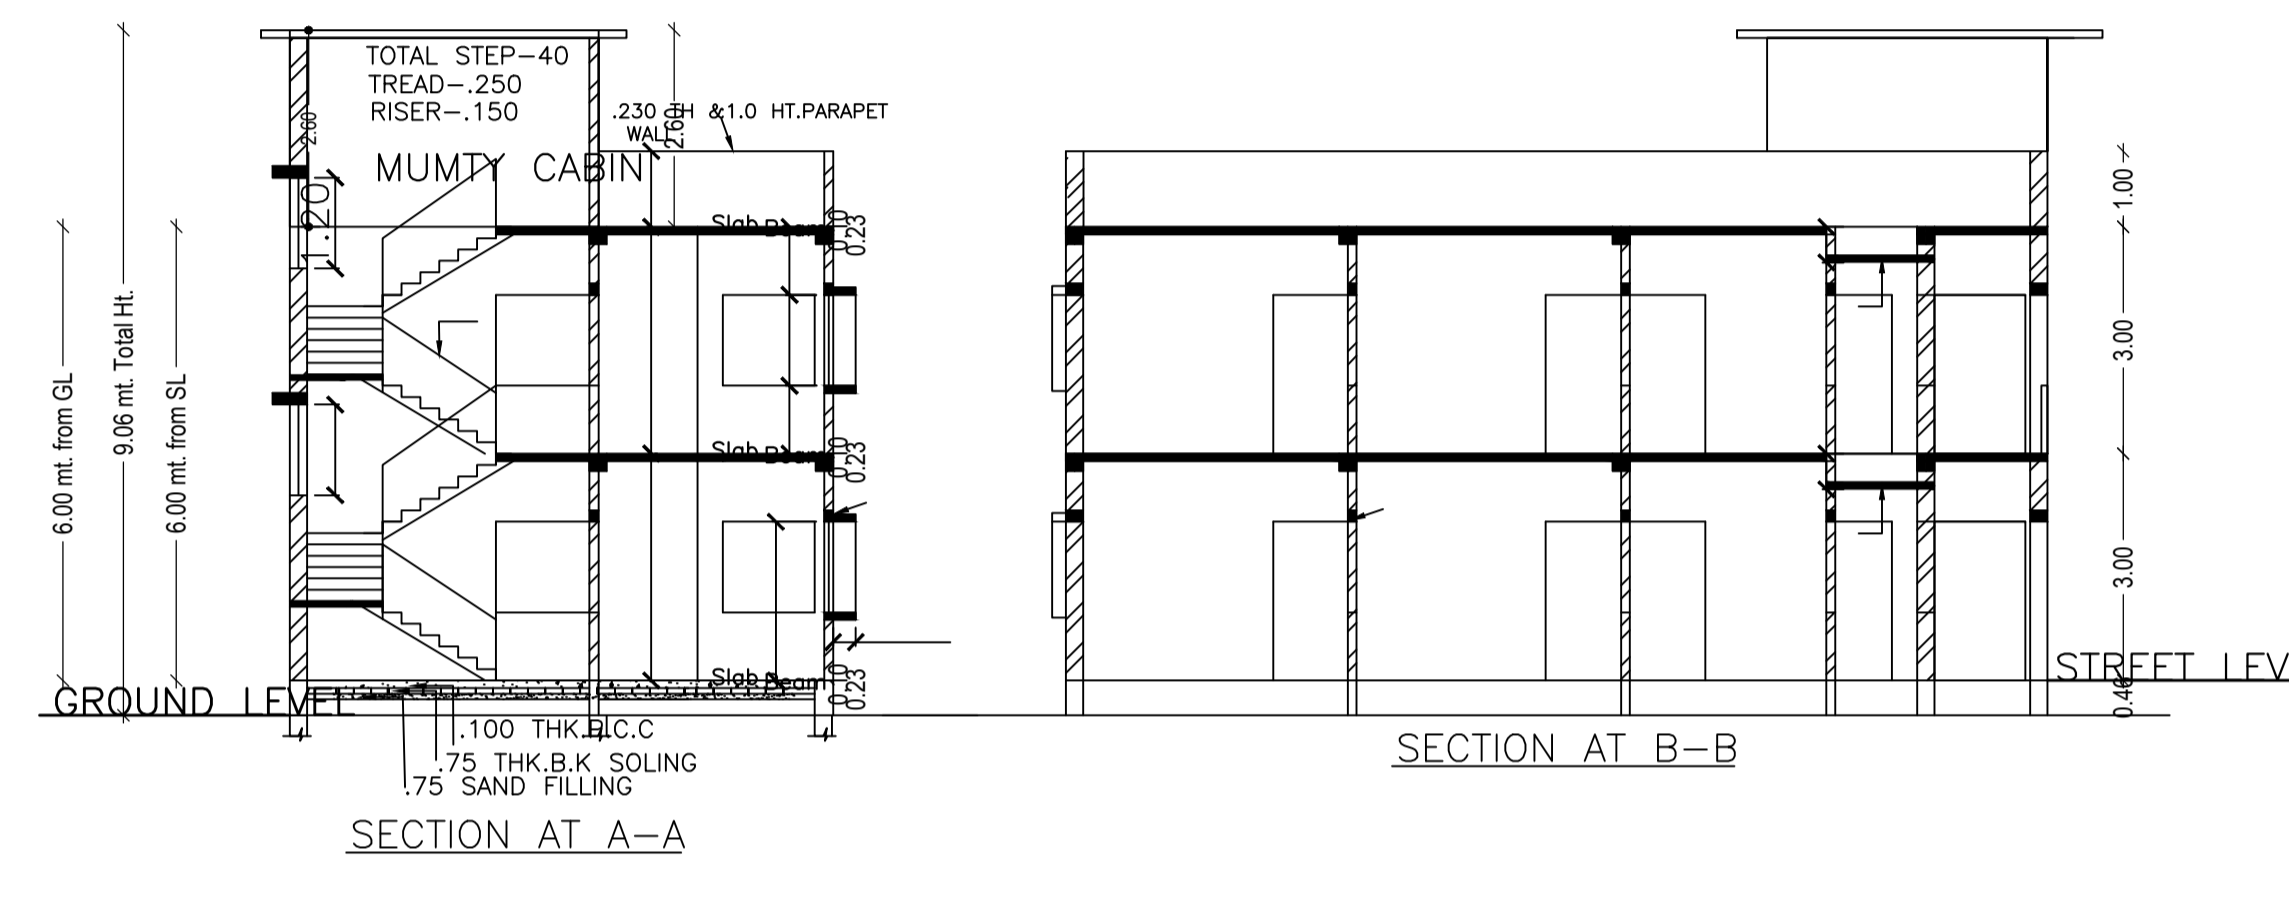 TOTAL STEP-40
TREAD-.250
RISER-.150
2.60
2.60
.230 TH &1.0 HT.PARAPET
WALL
MUMTY CABIN
1.20
Slab
Beam
0.10
0.23
6.00 mt. from GL
9.06 mt. Total Ht.
6.00 mt. from SL
Slab
Beam
0.10
0.23
Slab
Beam
0.10
0.23
GROUND LEVEL
.100 THK.P.C.C
.75 THK.B.K SOLING
.75 SAND FILLING
SECTION AT A-A
1.00
3.00
3.00
STREET LEV
SECTION AT B-B